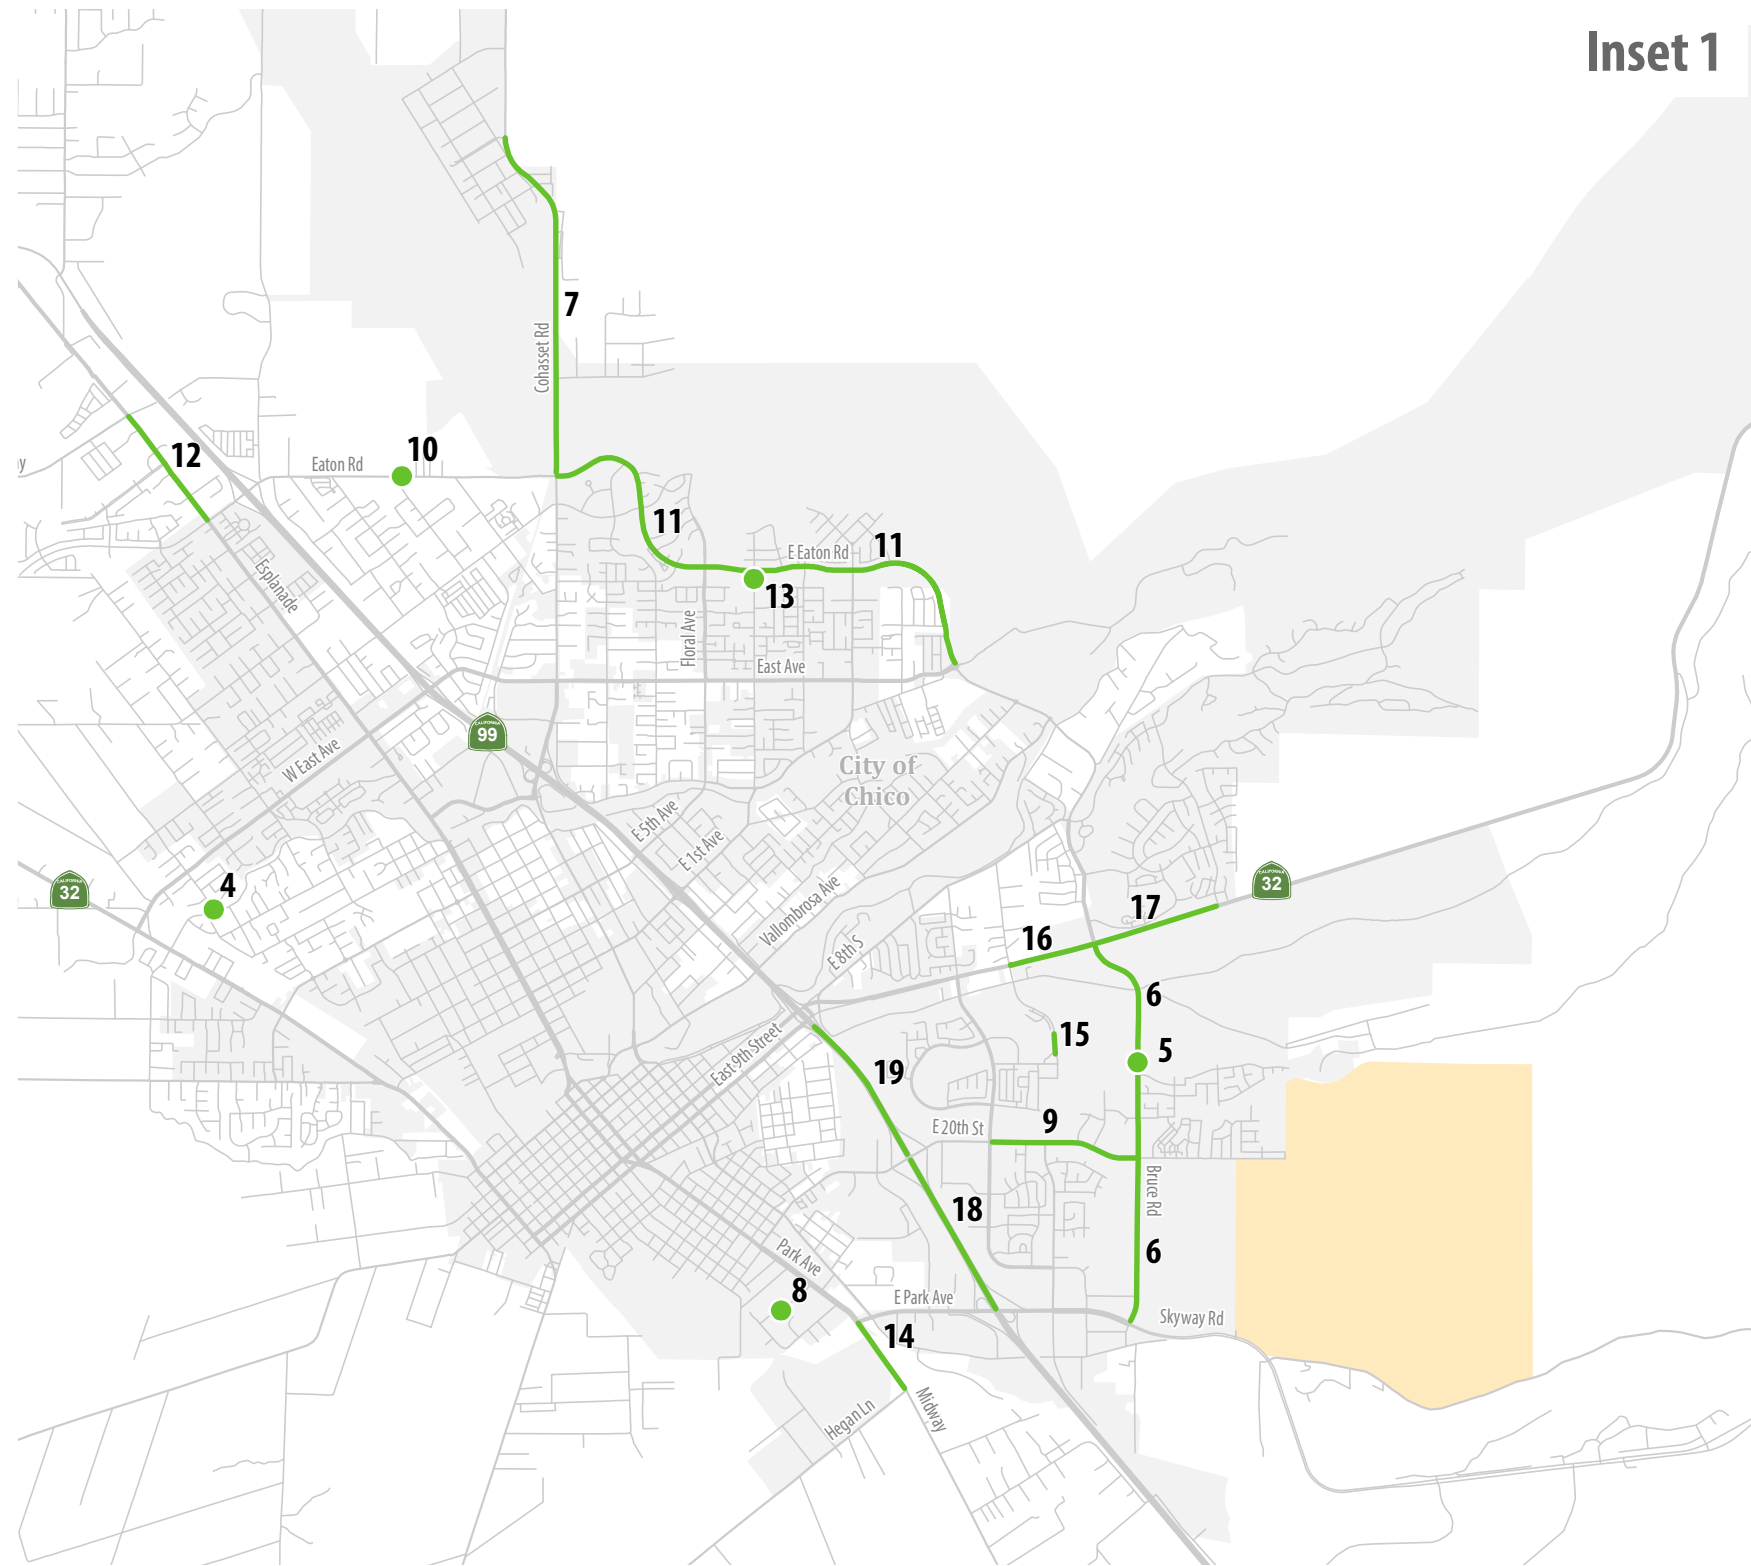 Inset 1
7
Cohasset Rd
12
10
Eaton Rd
y
11
E Eaton Rd
11
13
Esplanade
Floral Ave
East Ave
CALIFORNIA
99
W East Ave
City of
Chico
E 5th Ave
E 1st Ave
CALIFORNIA
32
4
Vallombrosa Ave
E 8th S
CALIFORNIA
32
17
16
6
15
5
East 9th Street
19
E 20th St
9
Bruce Rd
18
6
Park Ave
8
E Park Ave
Skyway Rd
14
Midway
Hegan Ln